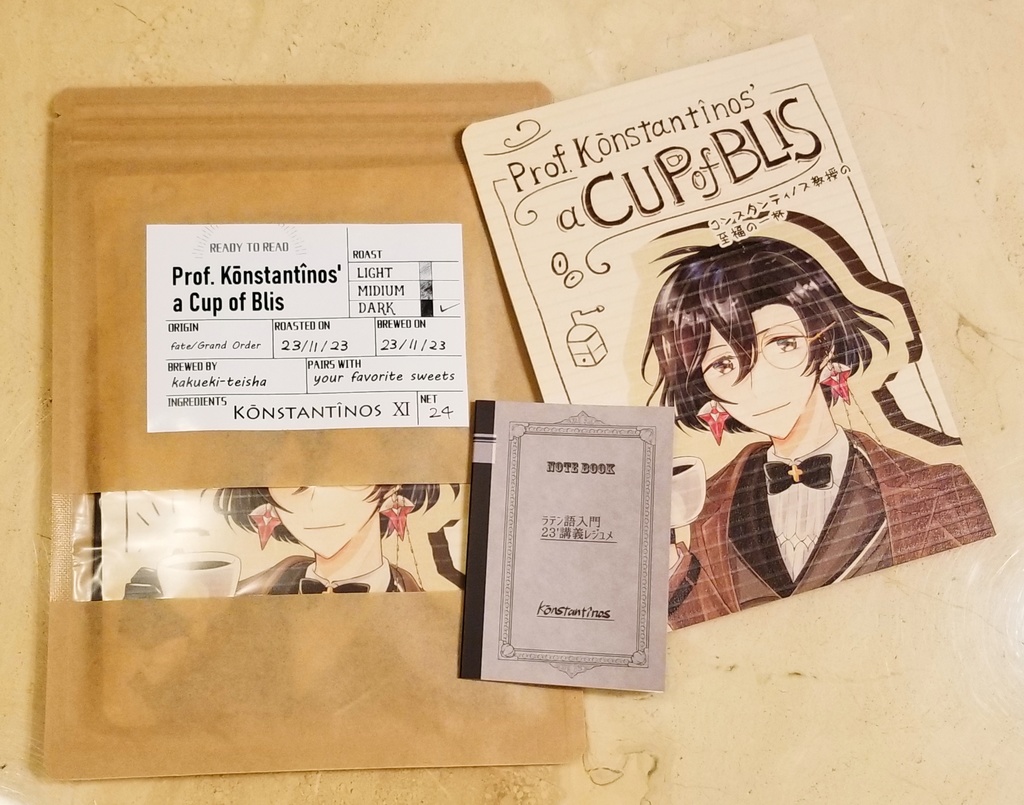 READY TO READ
Prof. Kōnstantînos'
a Cup of Blis
ROAST
LIGHT
MIDIUM
DARK ✓
ORIGIN
fate/Grand Order
ROASTED ON
23/11/23
BREWED ON
23/11/23
BREWED BY
kakueki-teisha
PAIRS WITH
your favorite sweets
INGREDIENTS
KŌNSTANTÎNOS XI
NET
24
Prof. Kōnstantînos'
a CUP of BLIS
コンスタンティノス教授の
至福の一杯
NOTE BOOK
ラテン語入門
23'講義レジュメ
Kōnstantînos